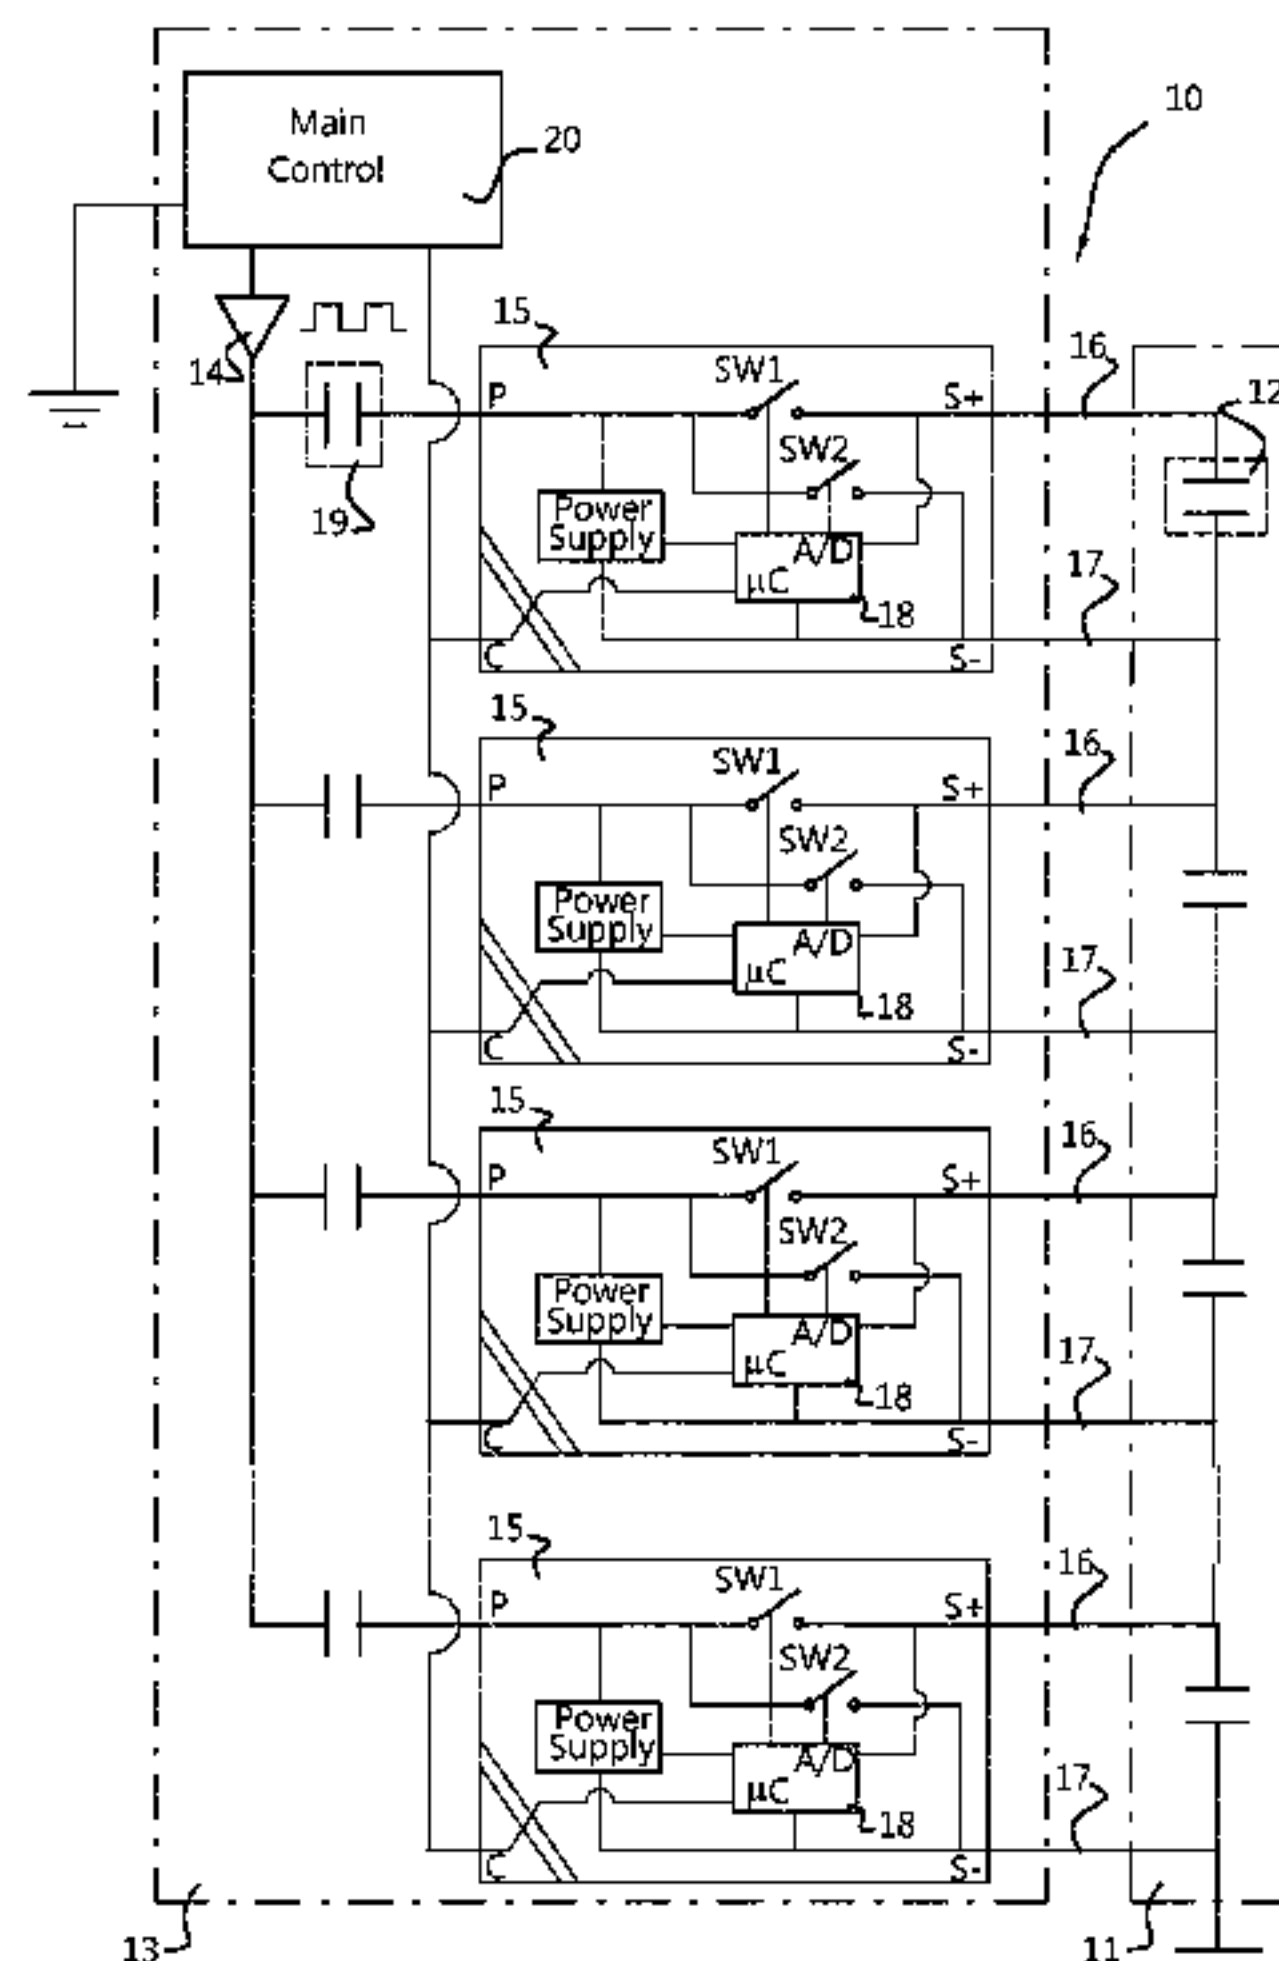 Main
Control
20
10
14
15
P
SW1
S+
16
12
SW2
19
Power
Supply
A/D
μC
18
17
C
S-
15
P
SW1
S+
16
SW2
Power
Supply
A/D
μC
18
17
C
S-
15
P
SW1
S+
16
SW2
Power
Supply
A/D
μC
18
17
C
S-
15
P
SW1
S+
16
SW2
Power
Supply
A/D
μC
18
17
C
S-
13
11